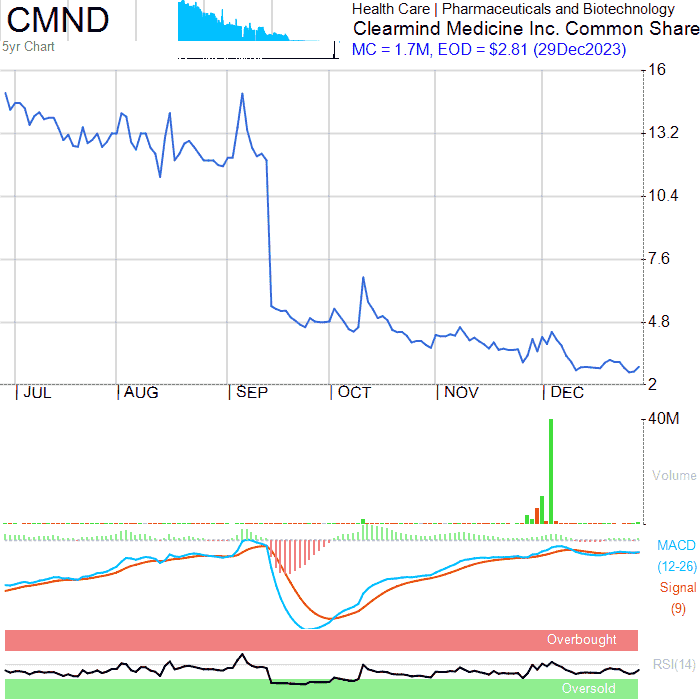 CMND
5yr Chart
Health Care | Pharmaceuticals and Biotechnology
Clearmind Medicine Inc. Common Share
MC = 1.7M, EOD = $2.81 (29Dec2023)
16
13.2
10.4
7.6
4.8
2
JUL AUG SEP OCT NOV DEC
40M
Volume
MACD
(12-26)
Signal
(9)
Overbought
RSI(14)
Oversold